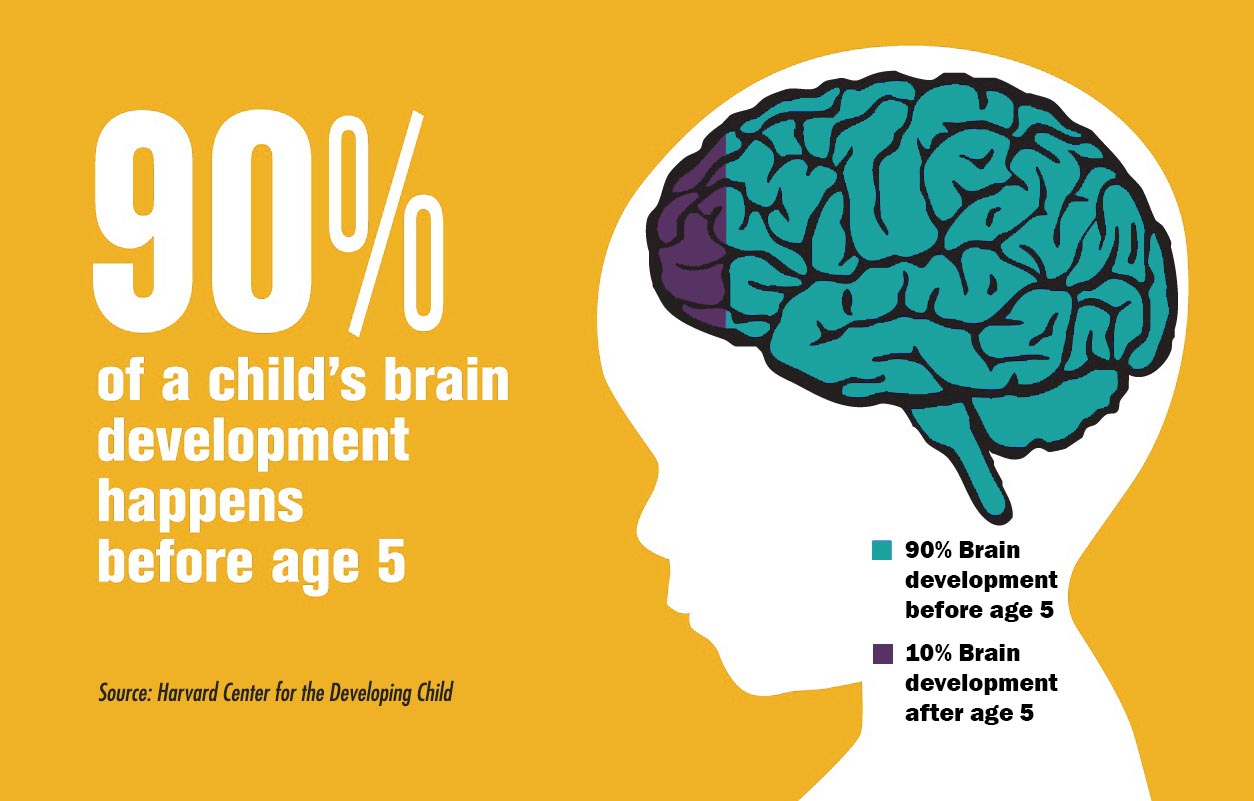 90%
of a child’s brain
development
happens
before age 5
Source: Harvard Center for the Developing Child
90% Brain
development
before age 5
10% Brain
development
after age 5